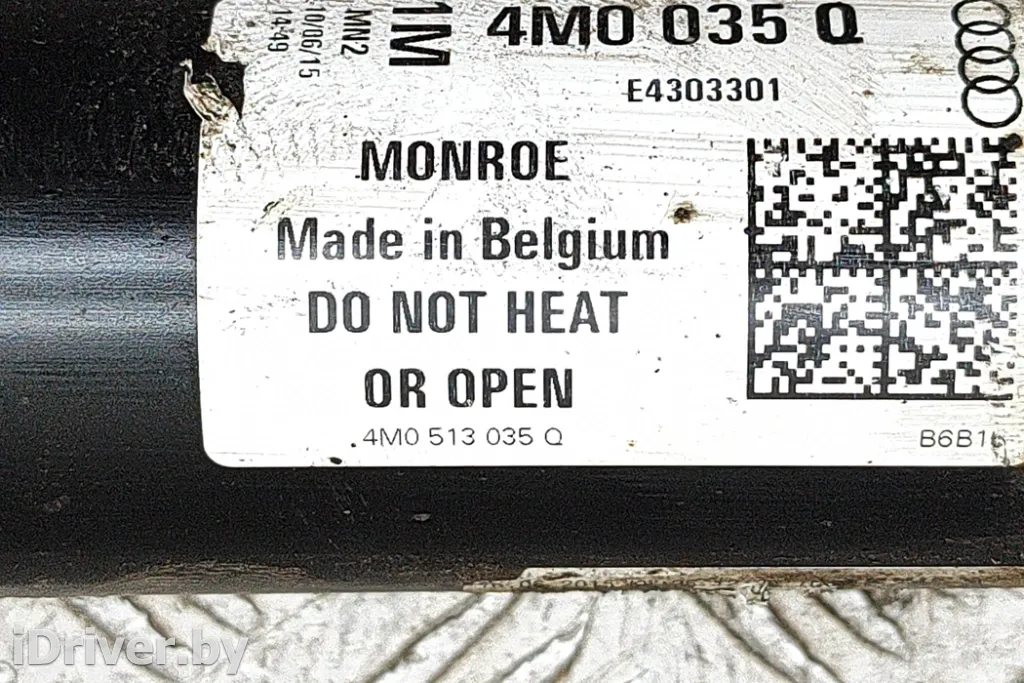 1M
4M0 035 Q
MN2
10/06/15
14:49
E4303301
MONROE
Made in Belgium
DO NOT HEAT
OR OPEN
4M0 513 035 Q
iDriver.by